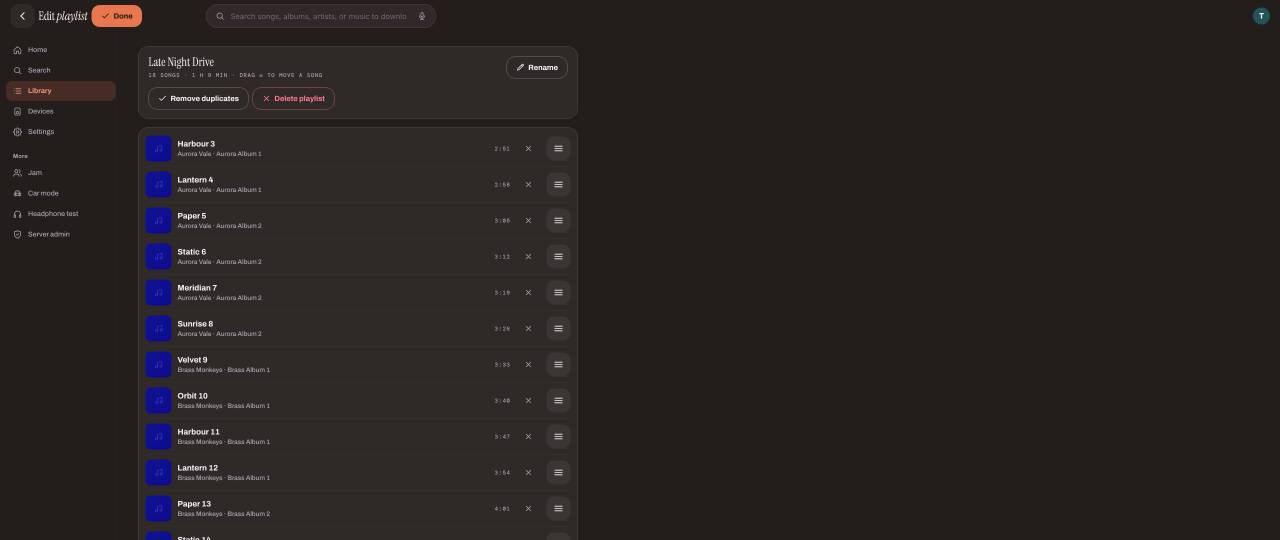 Edit playlist
Done
Search songs, albums, artists, or music to downlo
T
Home
Search
Library
Devices
Settings
More
Jam
Car mode
Headphone test
Server admin
Late Night Drive
18 SONGS · 1 H 9 MIN · DRAG ≡ TO MOVE A SONG
Rename
Remove duplicates
Delete playlist
Harbour 3
Aurora Vale · Aurora Album 1
2:51
Lantern 4
Aurora Vale · Aurora Album 1
2:58
Paper 5
Aurora Vale · Aurora Album 2
3:05
Static 6
Aurora Vale · Aurora Album 2
3:12
Meridian 7
Aurora Vale · Aurora Album 2
3:19
Sunrise 8
Aurora Vale · Aurora Album 2
3:26
Velvet 9
Brass Monkeys · Brass Album 1
3:33
Orbit 10
Brass Monkeys · Brass Album 1
3:40
Harbour 11
Brass Monkeys · Brass Album 1
3:47
Lantern 12
Brass Monkeys · Brass Album 1
3:54
Paper 13
Brass Monkeys · Brass Album 2
4:01
Static 14